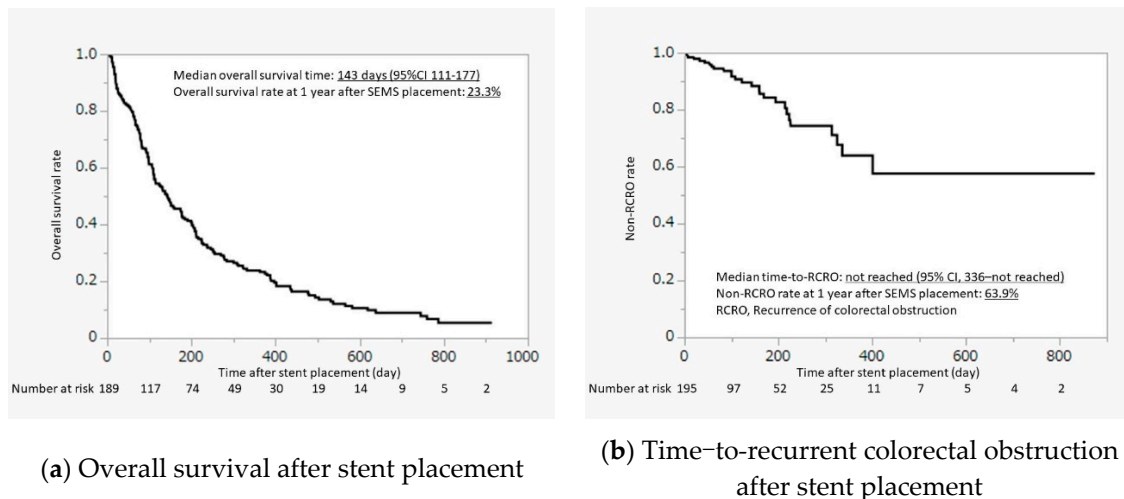 1.0
0.8
0.6
0.4
0.2
0
Overall survival rate
Median overall survival time: 143 days (95%CI 111-177)
Overall survival rate at 1 year after SEMS placement: 23.3%
0 200 400 600 800 1000
Time after stent placement (day)
Number at risk 189 117 74 49 30 19 14 9 5 2
(a) Overall survival after stent placement
1.0
0.8
0.6
0.4
0.2
0
Non-RCRO rate
Median time-to-RCRO: not reached (95% CI, 336–not reached)
Non-RCRO rate at 1 year after SEMS placement: 63.9%
RCRO, Recurrence of colorectal obstruction
0 200 400 600 800
Time after stent placement (day)
Number at risk 195 97 52 25 11 7 5 4 2
(b) Time-to-recurrent colorectal obstruction
after stent placement